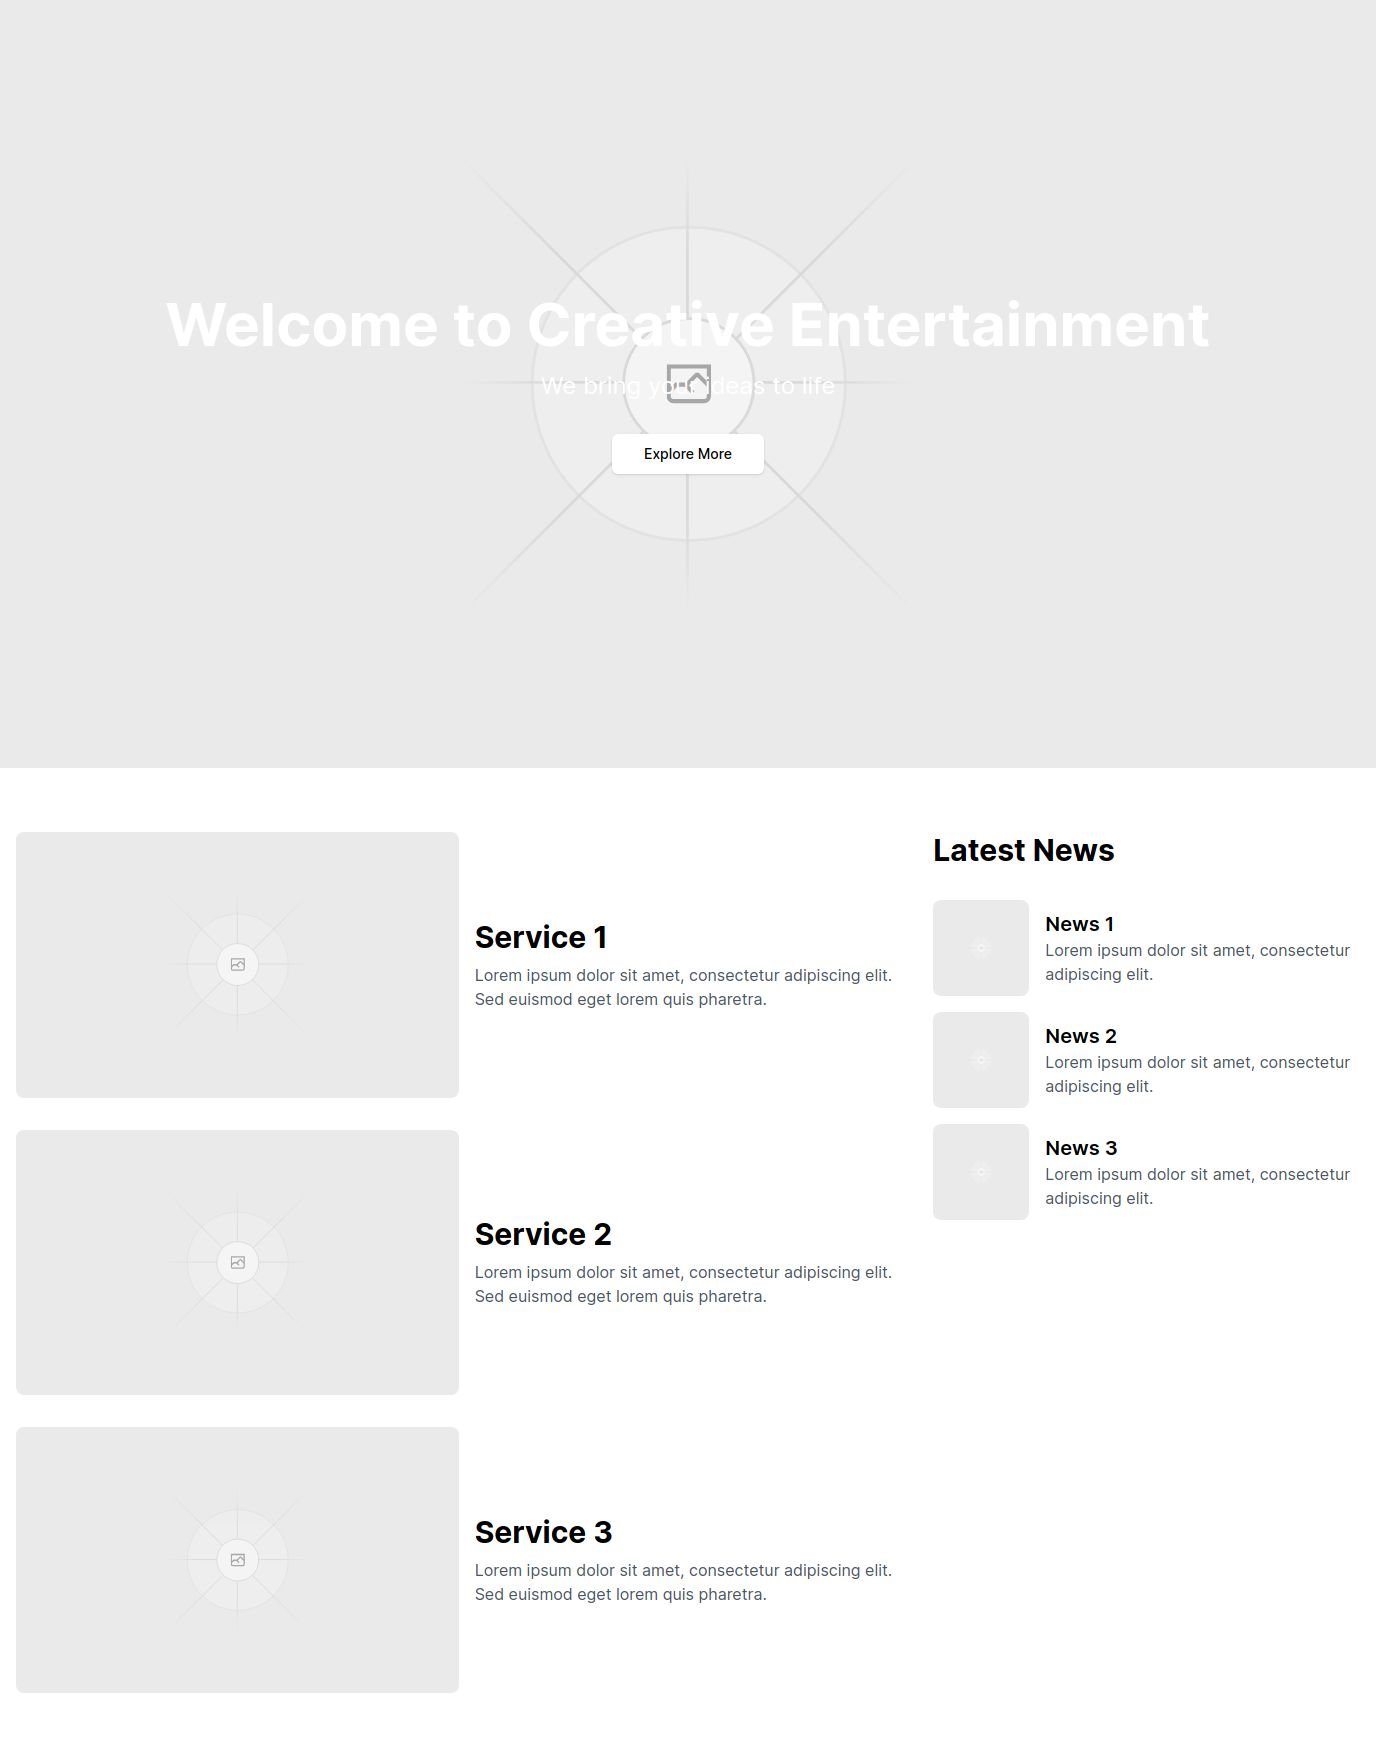 Welcome to Creative Entertainment
We bring your ideas to life
Explore More
Service 1
Lorem ipsum dolor sit amet, consectetur adipiscing elit.
Sed euismod eget lorem quis pharetra.
Service 2
Lorem ipsum dolor sit amet, consectetur adipiscing elit.
Sed euismod eget lorem quis pharetra.
Service 3
Lorem ipsum dolor sit amet, consectetur adipiscing elit.
Sed euismod eget lorem quis pharetra.
Latest News
News 1
Lorem ipsum dolor sit amet, consectetur
adipiscing elit.
News 2
Lorem ipsum dolor sit amet, consectetur
adipiscing elit.
News 3
Lorem ipsum dolor sit amet, consectetur
adipiscing elit.